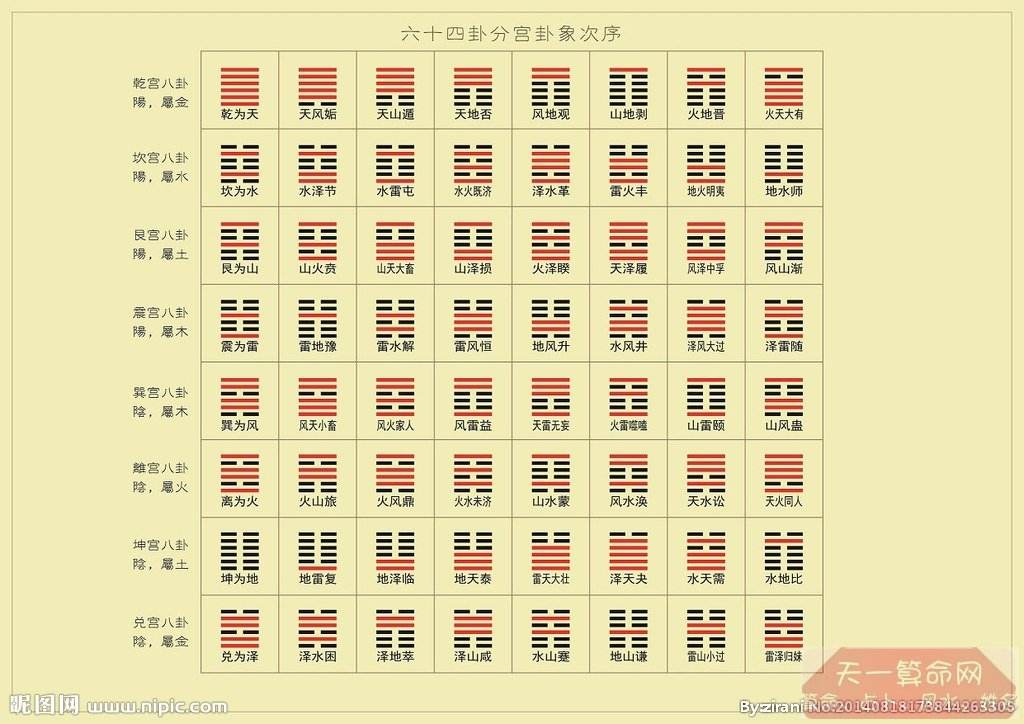 六十四卦分宫卦象次序
乾宫八卦
陽，屬金
乾为天 天风姤 天山遁 天地否 风地观 山地剥 火地晋 火天大有
坎宫八卦
陽，屬水
坎为水 水泽节 水雷屯 水火既济 泽水革 雷火丰 地火明夷 地水师
艮宫八卦
陽，屬土
艮为山 山火贲 山天大畜 山泽损 火泽睽 天泽履 风泽中孚 风山渐
震宫八卦
陽，屬木
震为雷 雷地豫 雷水解 雷风恒 地风升 水风井 泽风大过 泽雷随
巽宫八卦
陰，屬木
巽为风 风天小畜 风火家人 风雷益 天雷无妄 火雷噬嗑 山雷颐 山风蛊
離宫八卦
陰，屬火
离为火 火山旅 火风鼎 火水未济 山水蒙 风水涣 天水讼 天火同人
坤宫八卦
陰，屬土
坤为地 地雷复 地泽临 地天泰 雷天大壮 泽天夬 水天需 水地比
兑宫八卦
陰，屬金
兑为泽 泽水困 泽地萃 泽山咸 水山蹇 地山谦 雷山小过 雷泽归妹
天一算命网
算命 占卜 风水 姓名
昵图网 www.nipic.com
By:zirani No:20140818173844263305